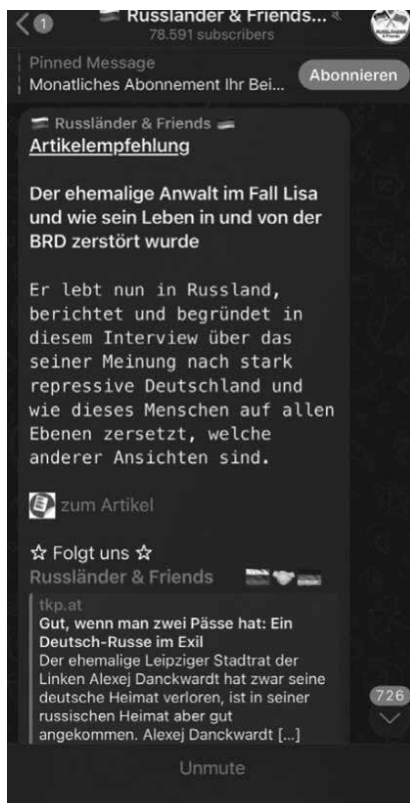 1
Russländer & Friends...
78.591 subscribers
Pinned Message
Monatliches Abonnement Ihr Bei...
Abonnieren
Russländer & Friends
Artikelempfehlung
Der ehemalige Anwalt im Fall Lisa
und wie sein Leben in und von der
BRD zerstört wurde
Er lebt nun in Russland,
berichtet und begründet in
diesem Interview über das
seiner Meinung nach stark
repressive Deutschland und
wie dieses Menschen auf allen
Ebenen zersetzt, welche
anderer Ansichten sind.
zum Artikel
☆ Folgt uns ☆
Russländer & Friends
tkp.at
Gut, wenn man zwei Pässe hat: Ein
Deutsch-Russe im Exil
Der ehemalige Leipziger Stadtrat der
Linken Alexej Danckwardt hat zwar seine
deutsche Heimat verloren, ist in seiner
russischen Heimat aber gut
angekommen. Alexej Danckwardt [...]
726
Unmute